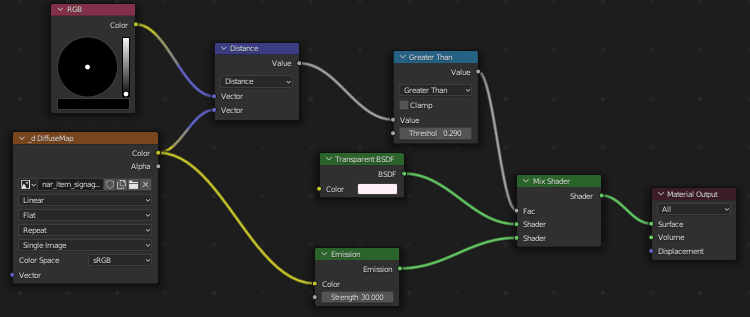 RGB
Color
Distance
Value
Distance
Vector
Vector
Greater Than
Value
Greater Than
Clamp
Value
Threshol 0.290
_d DiffuseMap
Color
Alpha
nar_item_signag...
Linear
Flat
Repeat
Single Image
Color Space sRGB
Vector
Transparent BSDF
BSDF
Color
Emission
Emission
Color
Strength 30.000
Mix Shader
Shader
Fac
Shader
Shader
Material Output
All
Surface
Volume
Displacement